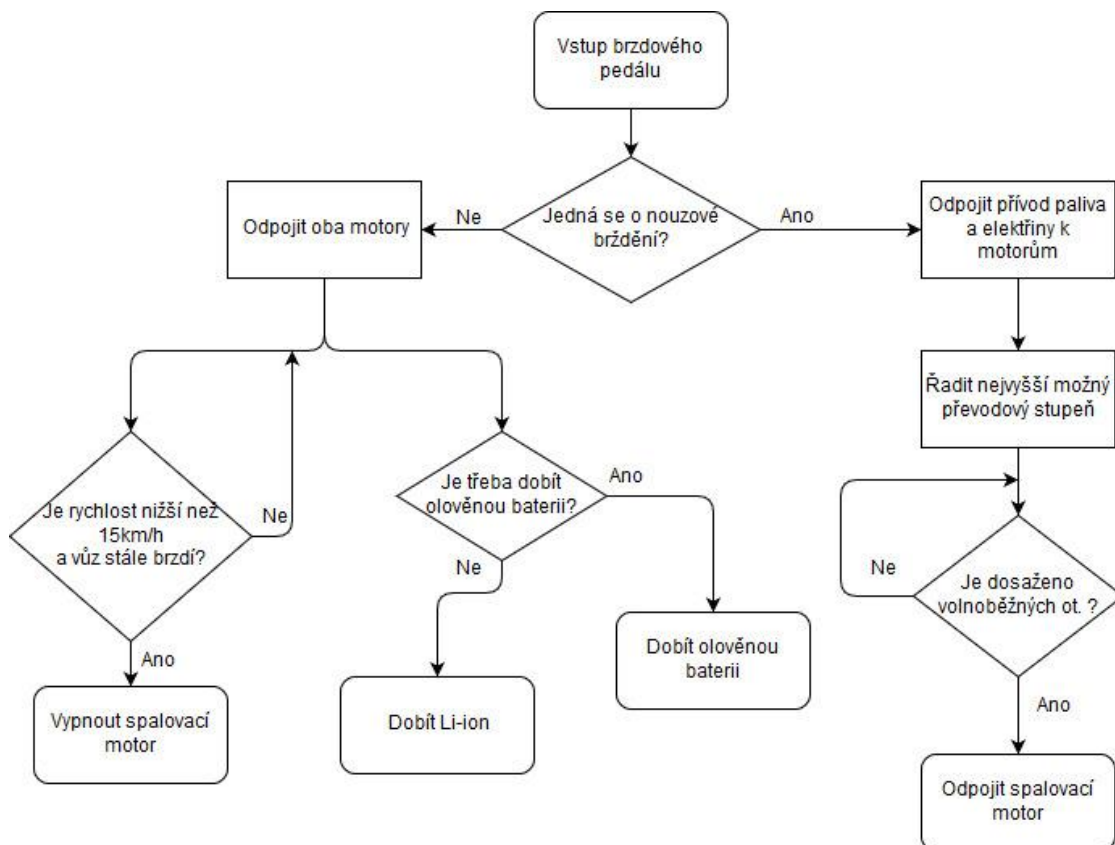 Vstup brzdového
pedálu
Jedná se o nouzové
brždění?
Ne
Ano
Odpojit oba motory
Odpojit přívod paliva
a elektřiny k
motorům
Řadit nejvyšší možný
převodový stupeň
Je rychlost nižší než
15km/h
a vůz stále brzdí?
Ne
Ano
Je třeba dobít
olověnou baterii?
Ano
Ne
Je dosaženo
volnoběžných ot. ?
Ne
Ano
Vypnout spalovací
motor
Dobít Li-ion
Dobít olověnou
baterii
Odpojit spalovací
motor